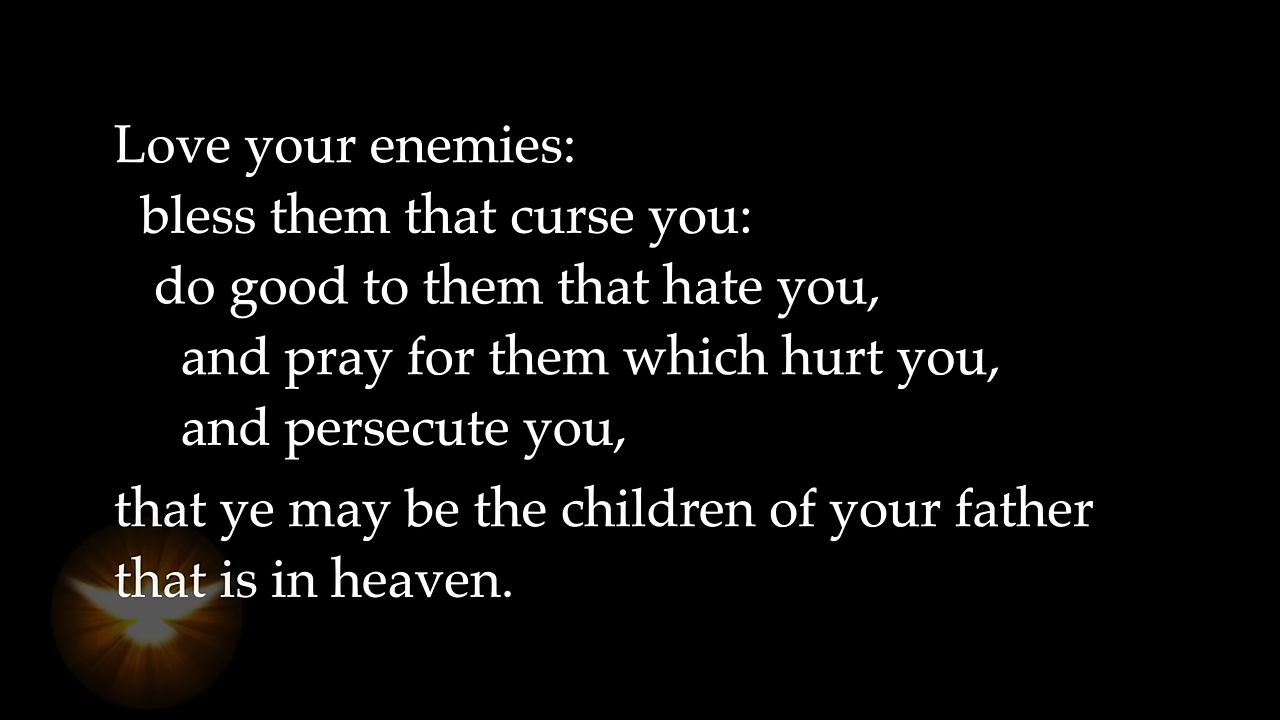 Love your enemies:
bless them that curse you:
do good to them that hate you,
and pray for them which hurt you,
and persecute you,
that ye may be the children of your father
that is in heaven.